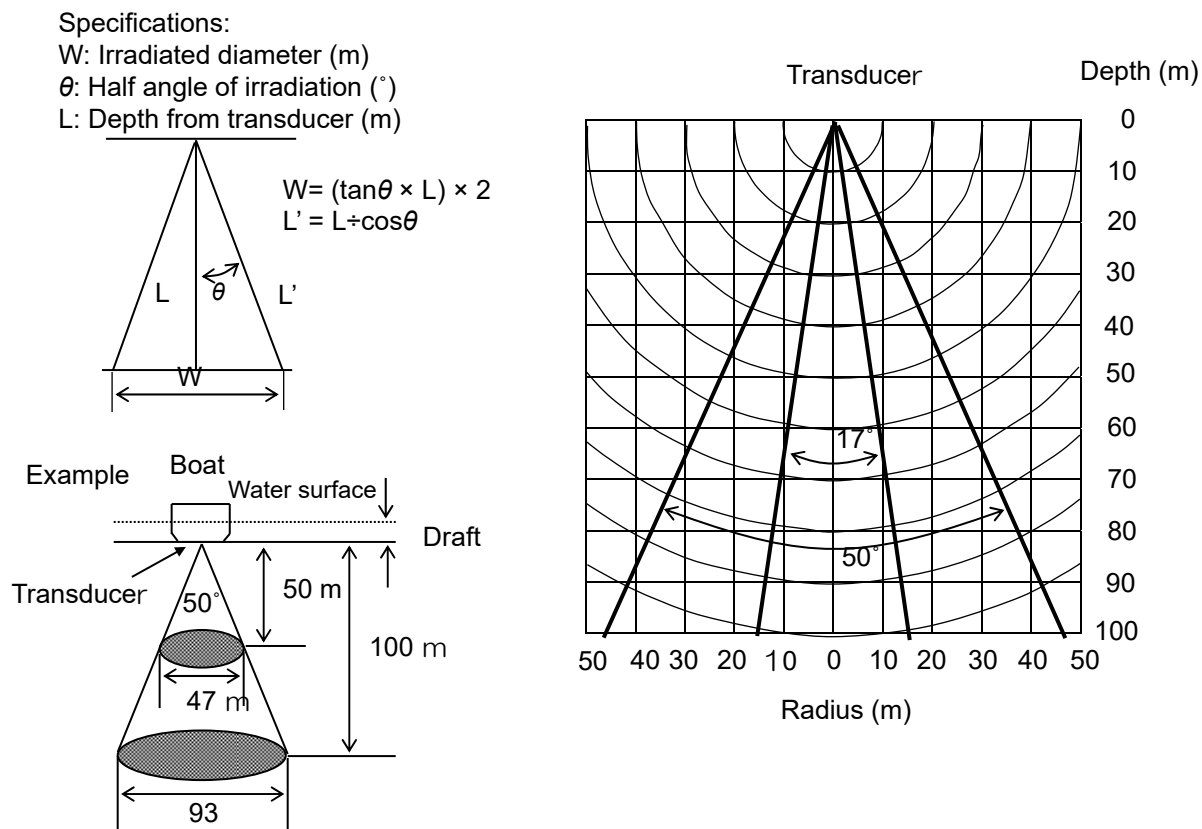 Specifications:
W: Irradiated diameter (m)
θ: Half angle of irradiation (˚)
L: Depth from transducer (m)
W= (tanθ × L) × 2
L’ = L÷cosθ
L
θ
L’
W
Example
Boat
Water surface
Draft
Transducer
50˚
50 m
100 m
47 m
93
Transducer
Depth (m)
0
10
20
30
40
50
60
70
80
90
100
17˚
50˚
50 40 30 20 10 0 10 20 30 40 50
Radius (m)